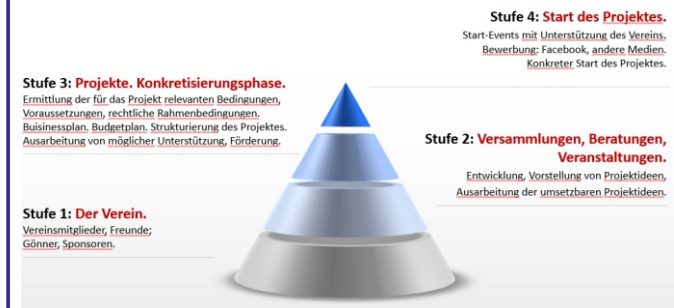 Stufe 4: Start des Projektes.
Start-Events mit Unterstützung des Vereins.
Bewerbung: Facebook, andere Medien.
Konkreter Start des Projektes.
Stufe 3: Projekte. Konkretisierungsphase.
Ermittlung der für das Projekt relevanten Bedingungen,
Voraussetzungen, rechtliche Rahmenbedingungen.
Buisinessplan. Budgetplan. Strukturierung des Projektes.
Ausarbeitung von möglicher Unterstützung, Förderung.
Stufe 2: Versammlungen, Beratungen,
Veranstaltungen.
Entwicklung, Vorstellung von Projektideen,
Ausarbeitung der umsetzbaren Projektideen.
Stufe 1: Der Verein.
Vereinsmitglieder, Freunde;
Gönner, Sponsoren.